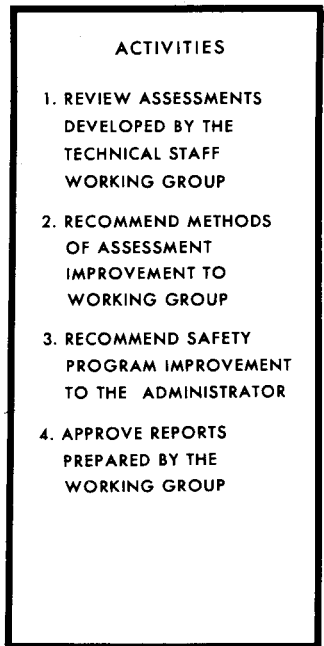 ACTIVITIES
1. REVIEW ASSESSMENTS
DEVELOPED BY THE
TECHNICAL STAFF
WORKING GROUP
2. RECOMMEND METHODS
OF ASSESSMENT
IMPROVEMENT TO
WORKING GROUP
3. RECOMMEND SAFETY
PROGRAM IMPROVEMENT
TO THE ADMINISTRATOR
4. APPROVE REPORTS
PREPARED BY THE
WORKING GROUP